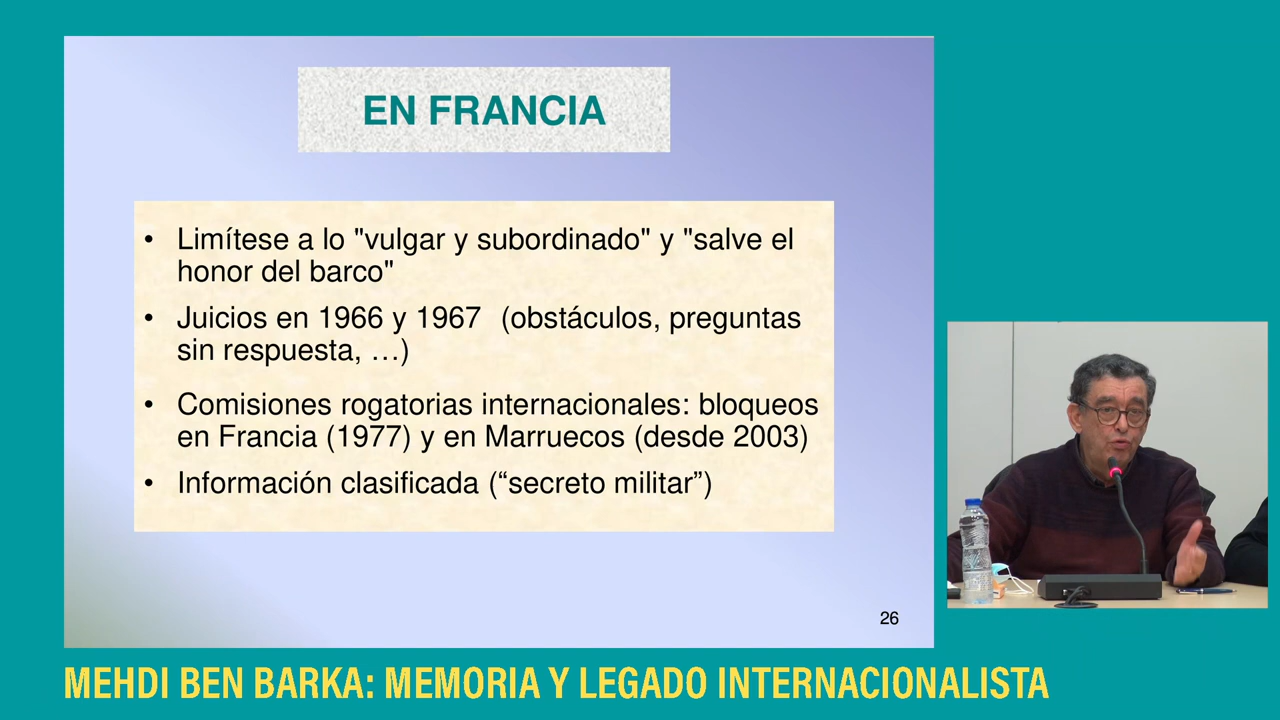 EN FRANCIA
• Limítese a lo "vulgar y subordinado" y "salve el
honor del barco"
• Juicios en 1966 y 1967 (obstáculos, preguntas
sin respuesta, …)
• Comisiones rogatorias internacionales: bloqueos
en Francia (1977) y en Marruecos (desde 2003)
• Información clasificada (“secreto militar”)
26
MEHDI BEN BARKA: MEMORIA Y LEGADO INTERNACIONALISTA